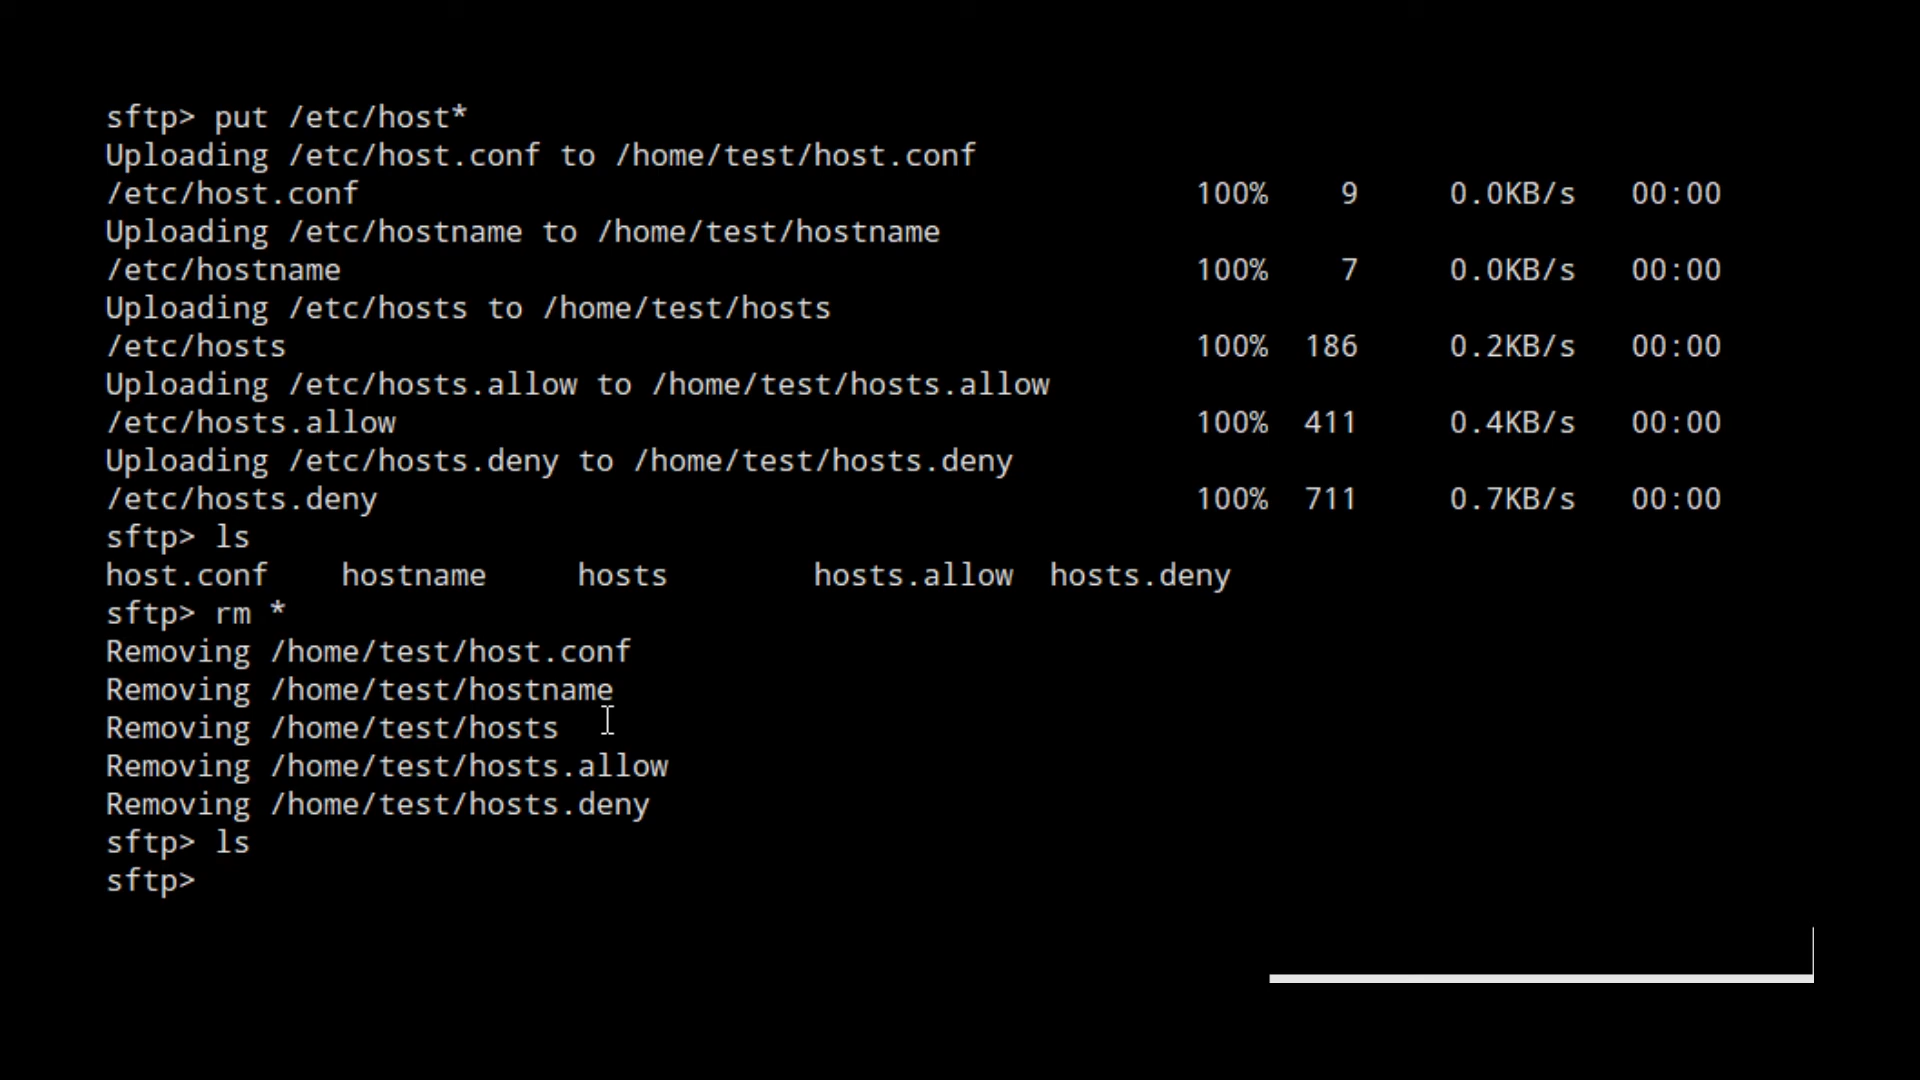 sftp> put /etc/host*
Uploading /etc/host.conf to /home/test/host.conf
/etc/host.conf 100% 9 0.0KB/s 00:00
Uploading /etc/hostname to /home/test/hostname
/etc/hostname 100% 7 0.0KB/s 00:00
Uploading /etc/hosts to /home/test/hosts
/etc/hosts 100% 186 0.2KB/s 00:00
Uploading /etc/hosts.allow to /home/test/hosts.allow
/etc/hosts.allow 100% 411 0.4KB/s 00:00
Uploading /etc/hosts.deny to /home/test/hosts.deny
/etc/hosts.deny 100% 711 0.7KB/s 00:00
sftp> ls
host.conf hostname hosts hosts.allow hosts.deny
sftp> rm *
Removing /home/test/host.conf
Removing /home/test/hostname
Removing /home/test/hosts
Removing /home/test/hosts.allow
Removing /home/test/hosts.deny
sftp> ls
sftp>